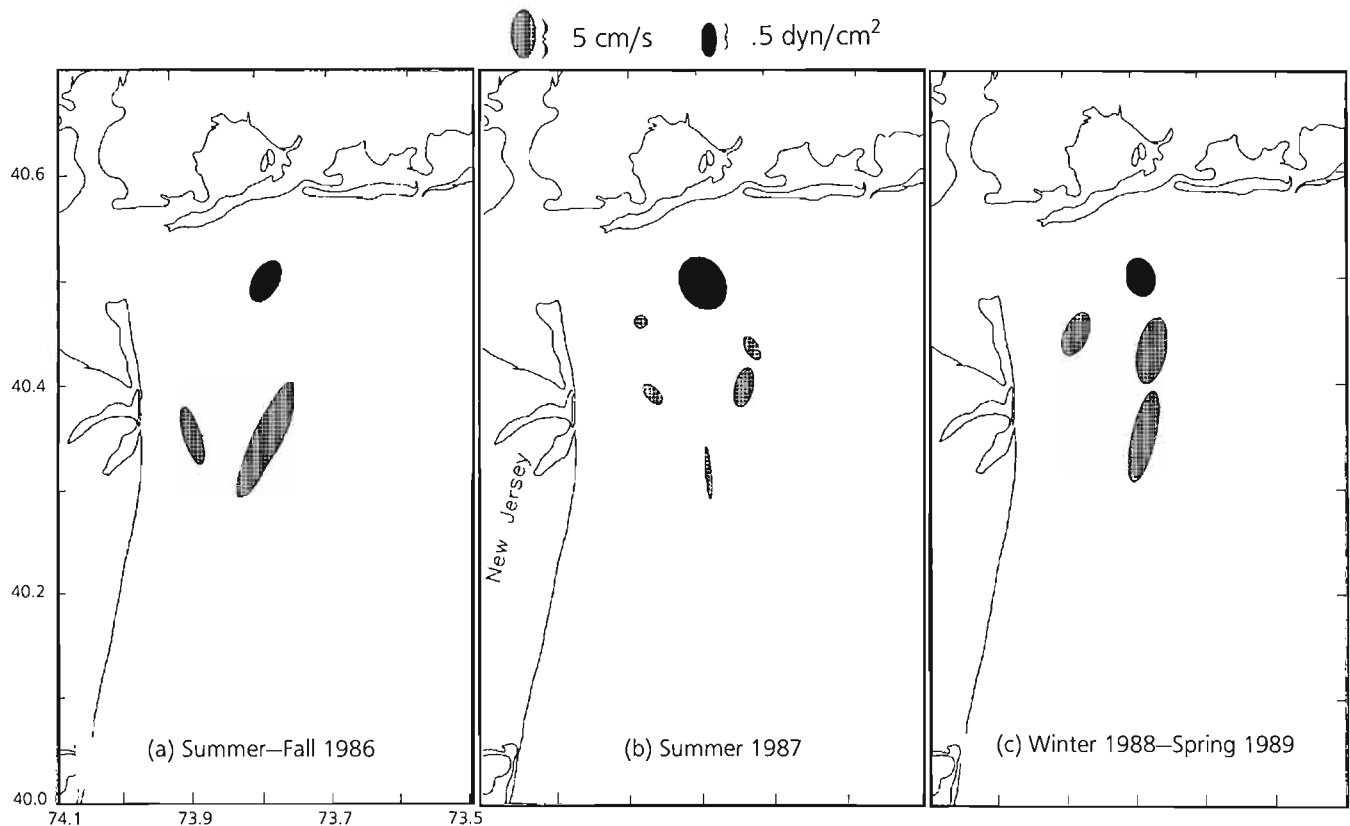 5 cm/s .5 dyn/cm²
40.6
40.4
40.2
40.0
New Jersey
(a) Summer—Fall 1986
(b) Summer 1987
(c) Winter 1988—Spring 1989
74.1 73.9 73.7 73.5